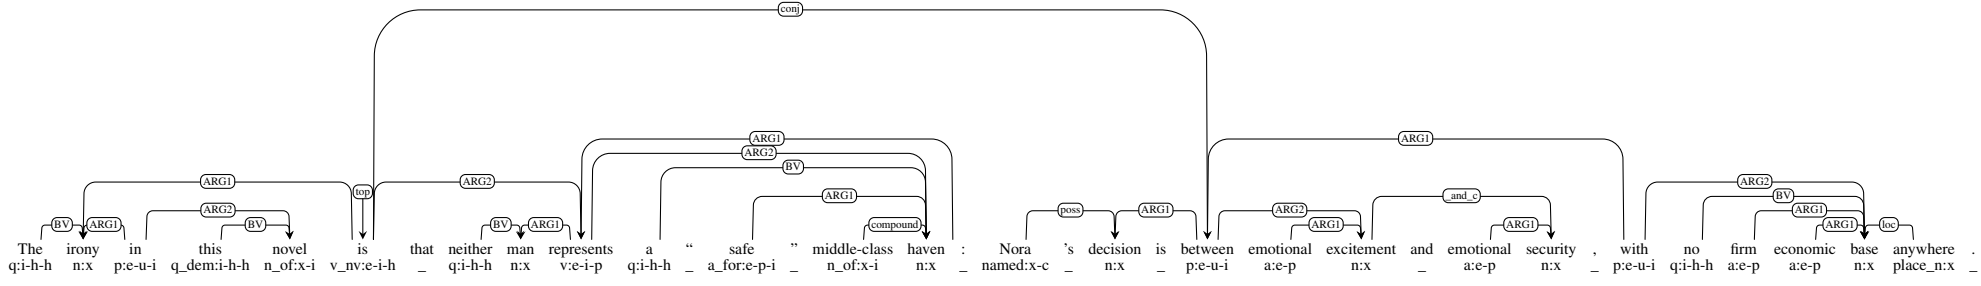 conj
ARG1 ARG1
ARG2
BV
ARG1 top ARG2 ARG2
ARG1 _and_c BV
ARG2 poss ARG2 ARG1
BV ARG1 BV BV ARG1 compound ARG1 ARG1 ARG1 ARG1 loc
The irony in this novel is that neither man represents a “ safe ” middle-class haven : Nora 's decision is between emotional excitement and emotional security , with no firm economic base anywhere .
q:i-h-h n:x p:e-u-i q_dem:i-h-h n_of:x-i v_nv:e-i-h _ q:i-h-h n:x v:e-i-p q:i-h-h _ a_for:e-p-i _ n_of:x-i n:x _ named:x-c _ n:x _ p:e-u-i a:e-p n:x _ a:e-p n:x _ p:e-u-i q:i-h-h a:e-p a:e-p n:x place_n:x _